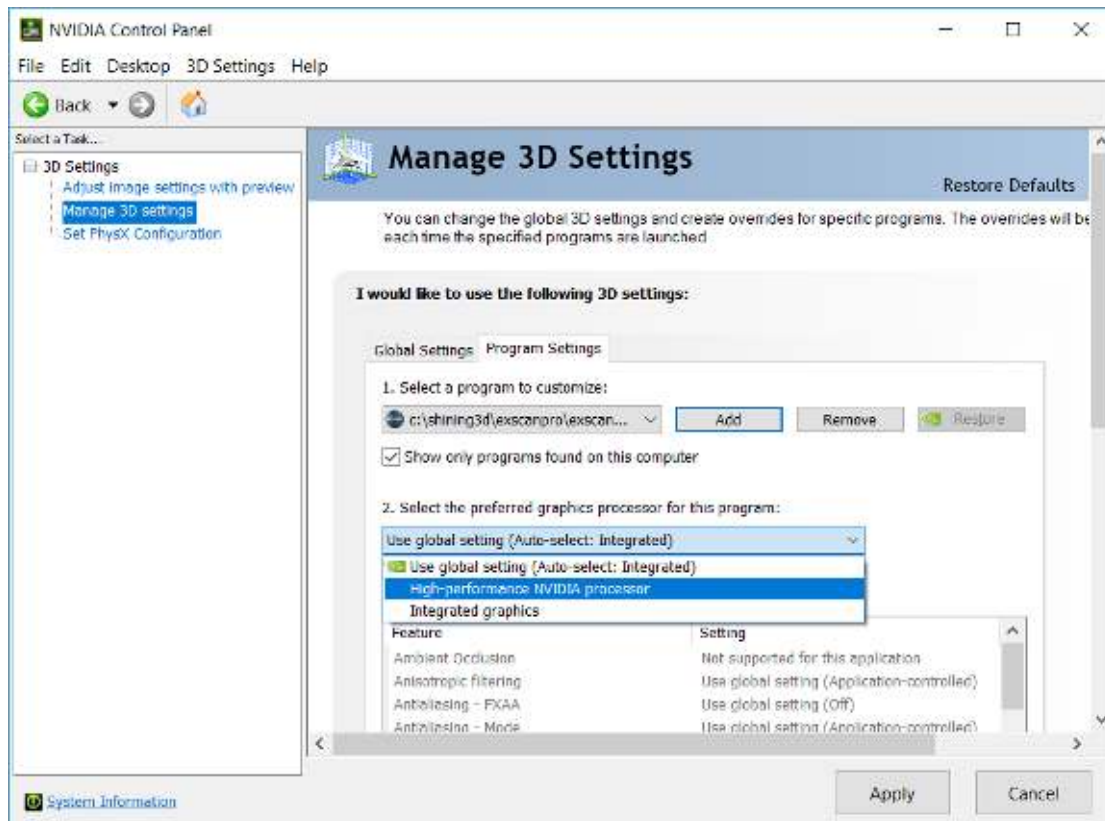 NVIDIA Control Panel
File Edit Desktop 3D Settings Help
Back
Select a Task...
3D Settings
Adjust image settings with preview
Manage 3D settings
Set PhysX Configuration
Manage 3D Settings
Restore Defaults
You can change the global 3D settings and create overrides for specific programs. The overrides will be
each time the specified programs are launched
I would like to use the following 3D settings:
Global Settings Program Settings
1. Select a program to customize:
c:\shining3d\exscanpro\exscan... Add Remove Restore
Show only programs found on this computer
2. Select the preferred graphics processor for this program:
Use global setting (Auto-select: Integrated)
Use global setting (Auto-select: Integrated)
High-performance NVIDIA processor
Integrated graphics
Feature Setting
Ambient Occlusion Not supported for this application
Anisotropic filtering Use global setting (Application-controlled)
Antialiasing - FXAA Use global setting (Off)
Antialiasing - Mode Use global setting (Application-controlled)
System Information
Apply Cancel